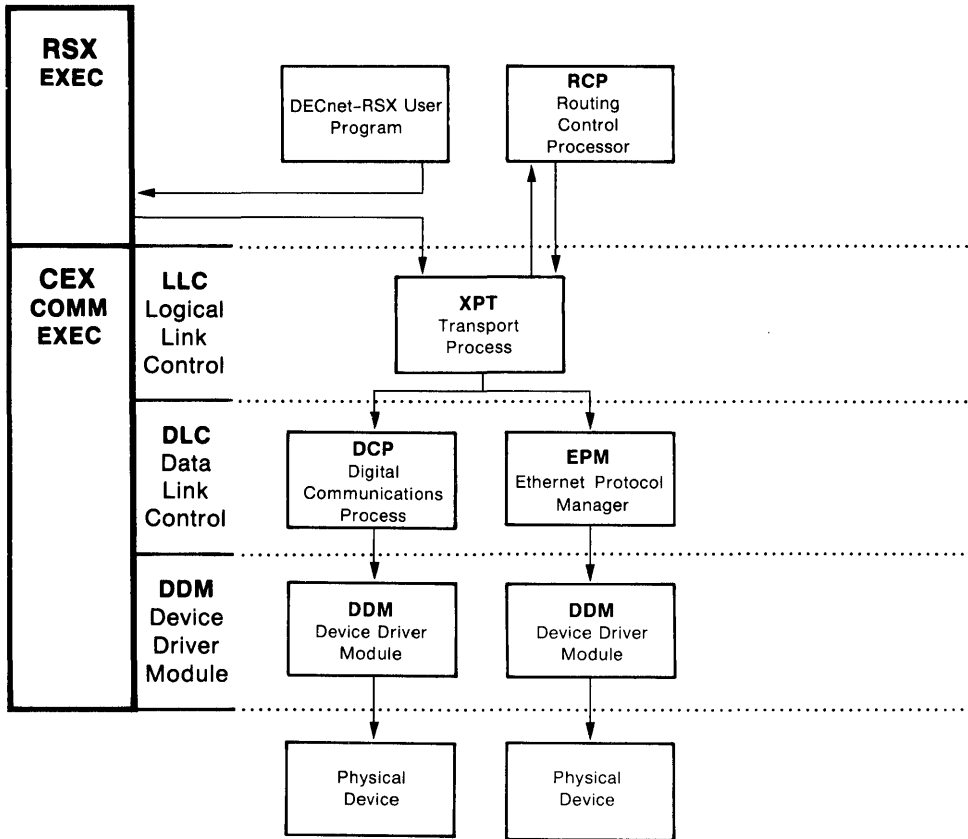 RSX
EXEC
DECnet-RSX User
Program
RCP
Routing
Control
Processor
CEX
COMM
EXEC
LLC
Logical
Link
Control
XPT
Transport
Process
DLC
Data
Link
Control
DCP
Digital
Communications
Process
EPM
Ethernet Protocol
Manager
DDM
Device
Driver
Module
DDM
Device Driver
Module
DDM
Device Driver
Module
Physical
Device
Physical
Device